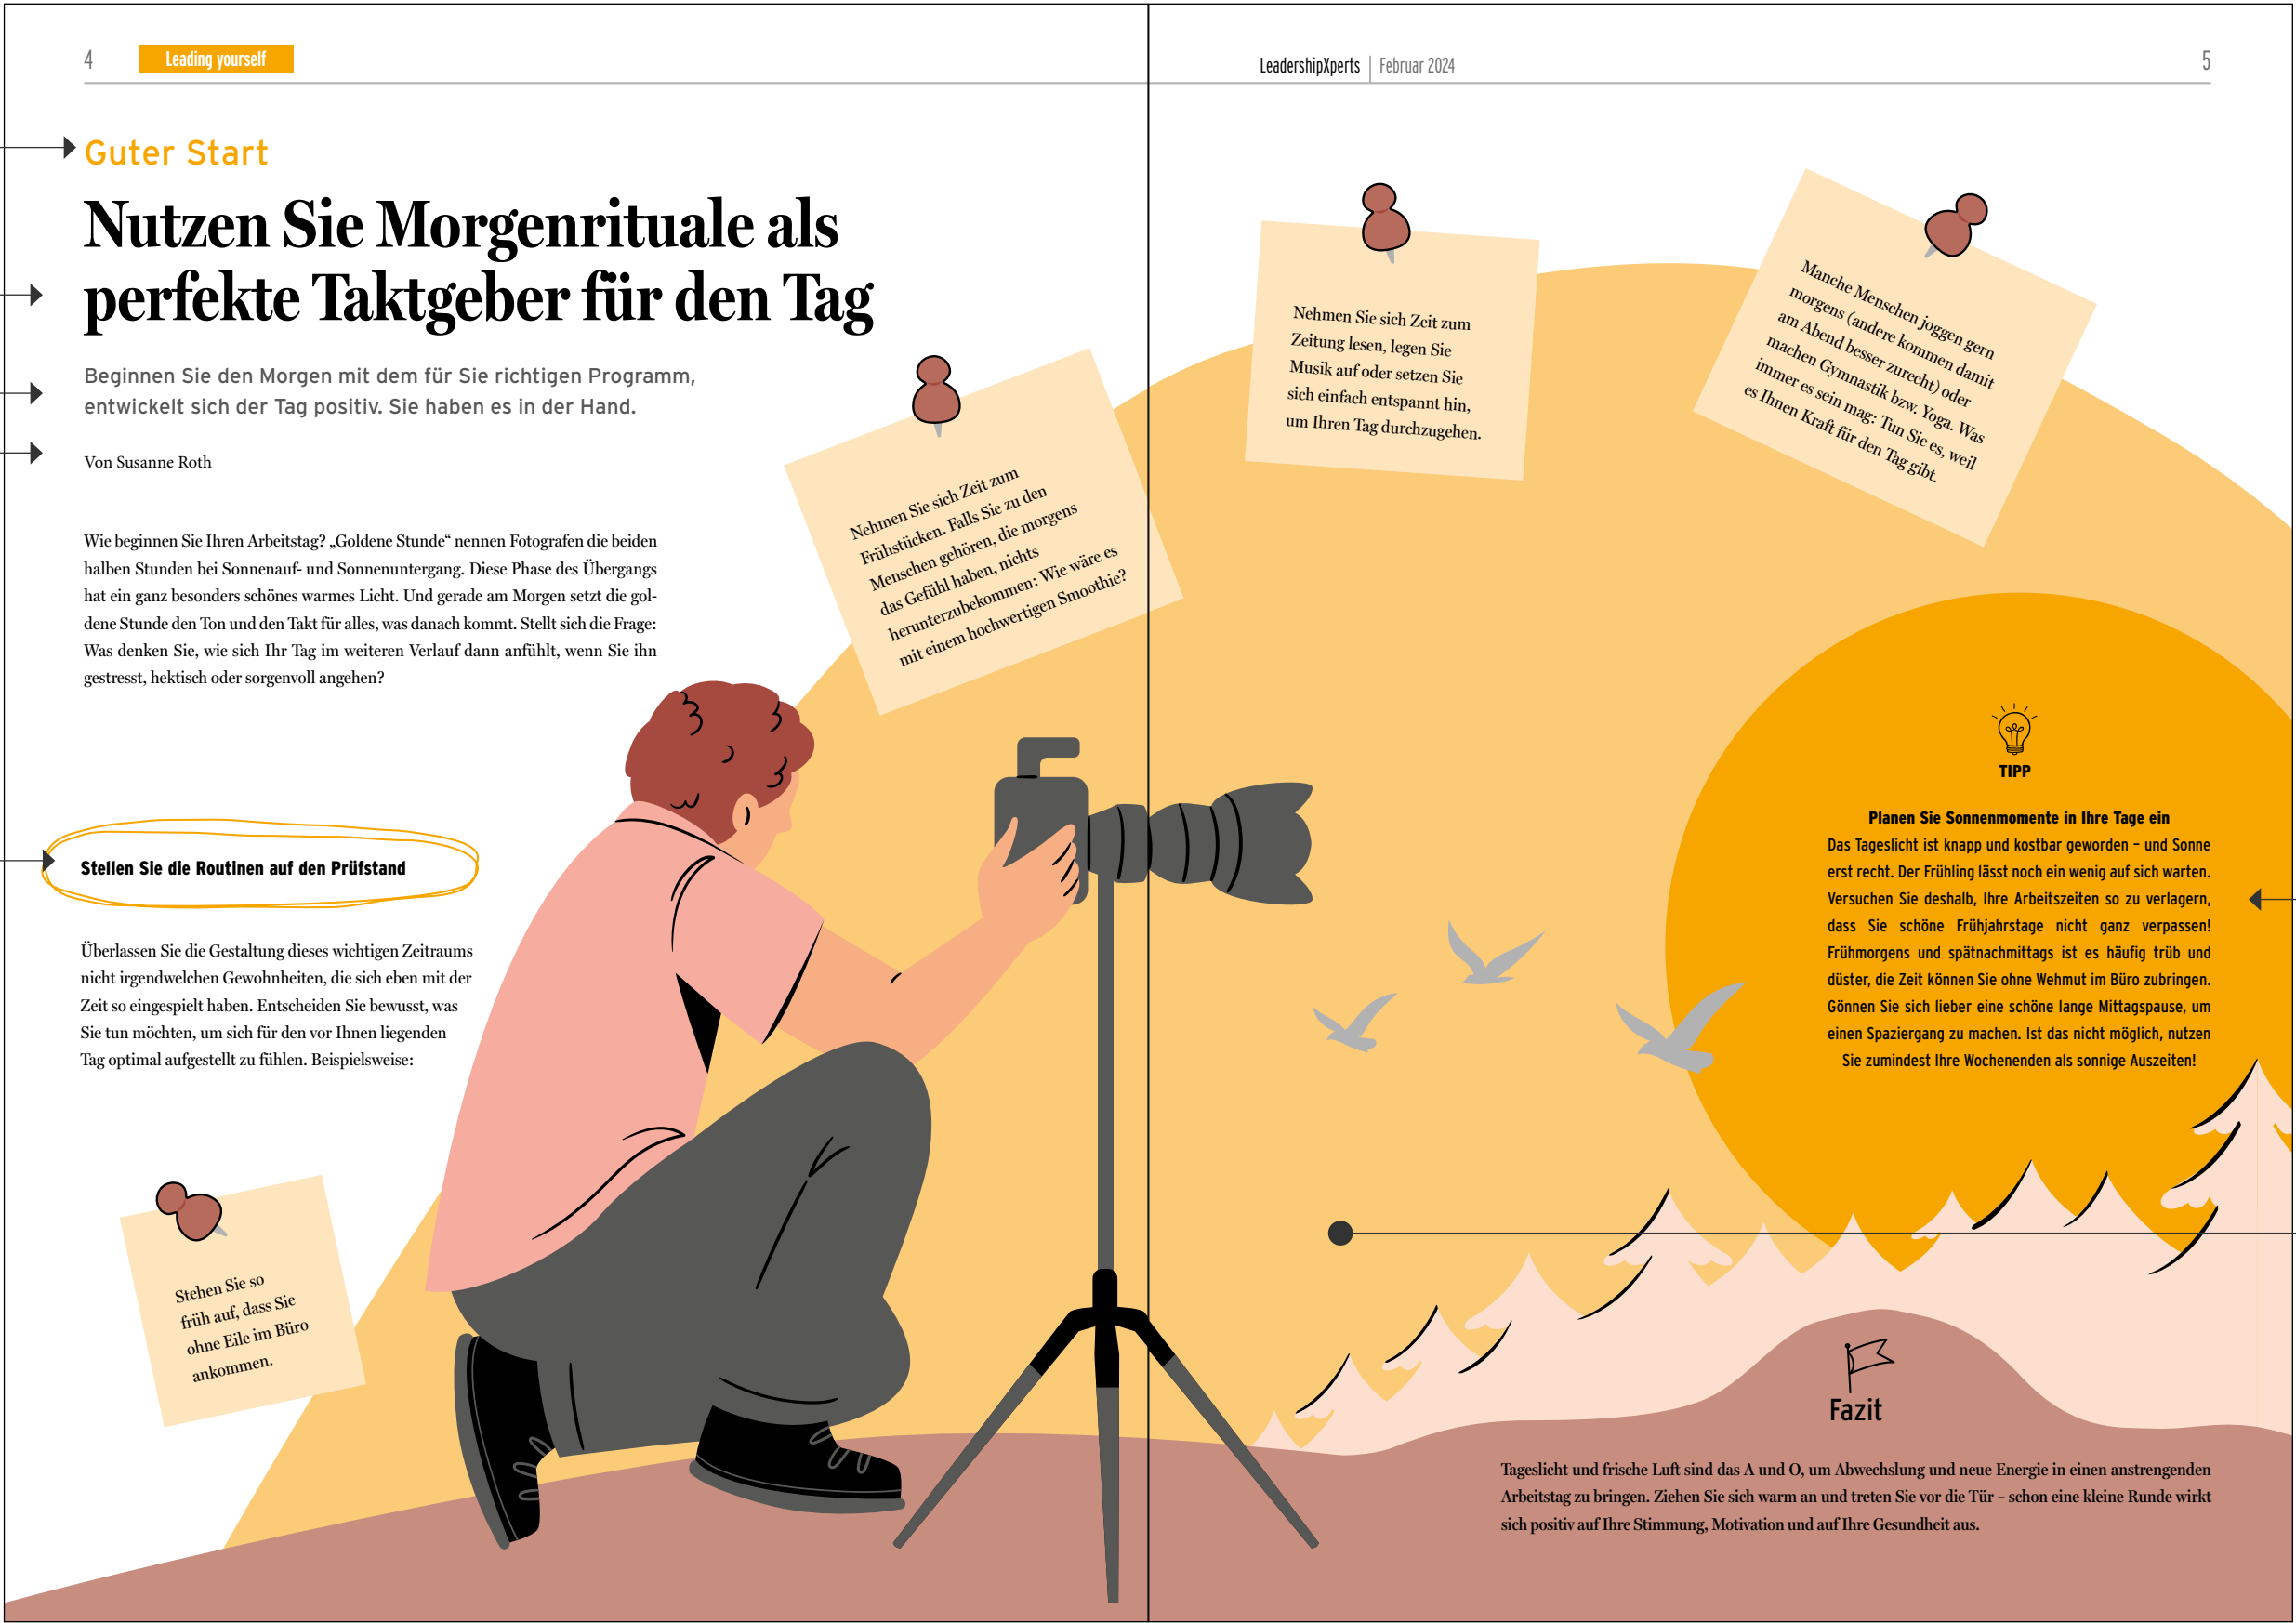 4
Leading yourself
LeadershipXperts | Februar 2024
5
Guter Start
Nutzen Sie Morgenrituale als
perfekte Taktgeber für den Tag
Beginnen Sie den Morgen mit dem für Sie richtigen Programm,
entwickelt sich der Tag positiv. Sie haben es in der Hand.
Von Susanne Roth
Wie beginnen Sie Ihren Arbeitstag? „Goldene Stunde“ nennen Fotografen die beiden
halben Stunden bei Sonnenauf- und Sonnenuntergang. Diese Phase des Übergangs
hat ein ganz besonders schönes warmes Licht. Und gerade am Morgen setzt die gol-
dene Stunde den Ton und den Takt für alles, was danach kommt. Stellt sich die Frage:
Was denken Sie, wie sich Ihr Tag im weiteren Verlauf dann anfühlt, wenn Sie ihn
gestresst, hektisch oder sorgenvoll angehen?
Stellen Sie die Routinen auf den Prüfstand
Überlassen Sie die Gestaltung dieses wichtigen Zeitraums
nicht irgendwelchen Gewohnheiten, die sich eben mit der
Zeit so eingespielt haben. Entscheiden Sie bewusst, was
Sie tun möchten, um sich für den vor Ihnen liegenden
Tag optimal aufgestellt zu fühlen. Beispielsweise:
Stehen Sie so
früh auf, dass Sie
ohne Eile im Büro
ankommen.
Nehmen Sie sich Zeit zum
Frühstücken. Falls Sie zu den
Menschen gehören, die morgens
das Gefühl haben, nichts
herunterzubekommen: Wie wäre es
mit einem hochwertigen Smoothie?
Nehmen Sie sich Zeit zum
Zeitung lesen, legen Sie
Musik auf oder setzen Sie
sich einfach entspannt hin,
um Ihren Tag durchzugehen.
Manche Menschen joggen gern
morgens (andere kommen damit
am Abend besser zurecht) oder
machen Gymnastik bzw. Yoga. Was
immer es sein mag: Tun Sie es, weil
es Ihnen Kraft für den Tag gibt.
TIPP
Planen Sie Sonnenmomente in Ihre Tage ein
Das Tageslicht ist knapp und kostbar geworden – und Sonne
erst recht. Der Frühling lässt noch ein wenig auf sich warten.
Versuchen Sie deshalb, Ihre Arbeitszeiten so zu verlagern,
dass Sie schöne Frühjahrstage nicht ganz verpassen!
Frühmorgens und spätnachmittags ist es häufig trüb und
düster, die Zeit können Sie ohne Wehmut im Büro zubringen.
Gönnen Sie sich lieber eine schöne lange Mittagspause, um
einen Spaziergang zu machen. Ist das nicht möglich, nutzen
Sie zumindest Ihre Wochenenden als sonnige Auszeiten!
Fazit
Tageslicht und frische Luft sind das A und O, um Abwechslung und neue Energie in einen anstrengenden
Arbeitstag zu bringen. Ziehen Sie sich warm an und treten Sie vor die Tür – schon eine kleine Runde wirkt
sich positiv auf Ihre Stimmung, Motivation und auf Ihre Gesundheit aus.